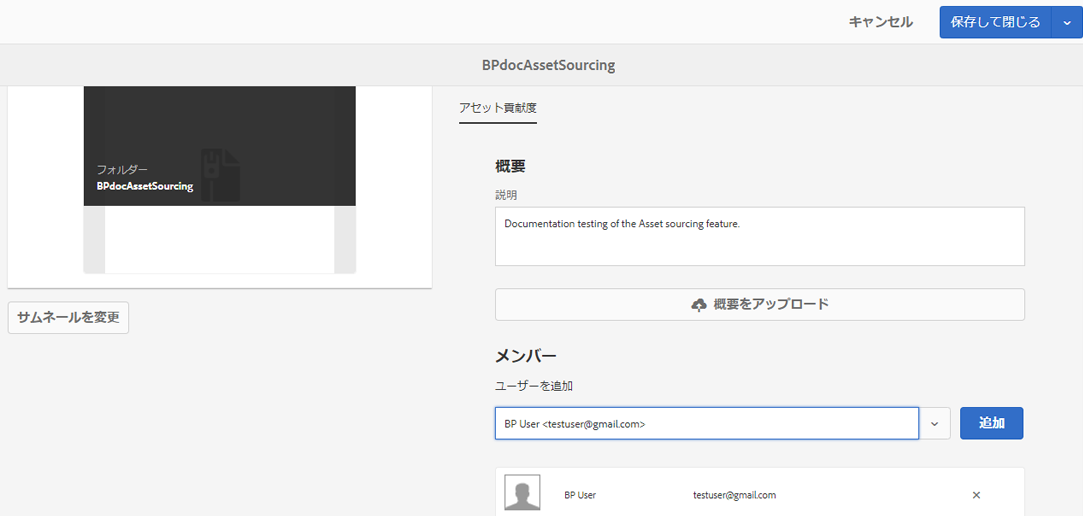 キャンセル
保存して閉じる
BPdocAssetSourcing
フォルダー
BPdocAssetSourcing
サムネールを変更
アセット貢献度
概要
説明
Documentation testing of the Asset sourcing feature.
概要をアップロード
メンバー
ユーザーを追加
BP User <testuser@gmail.com>
追加
BP User testuser@gmail.com